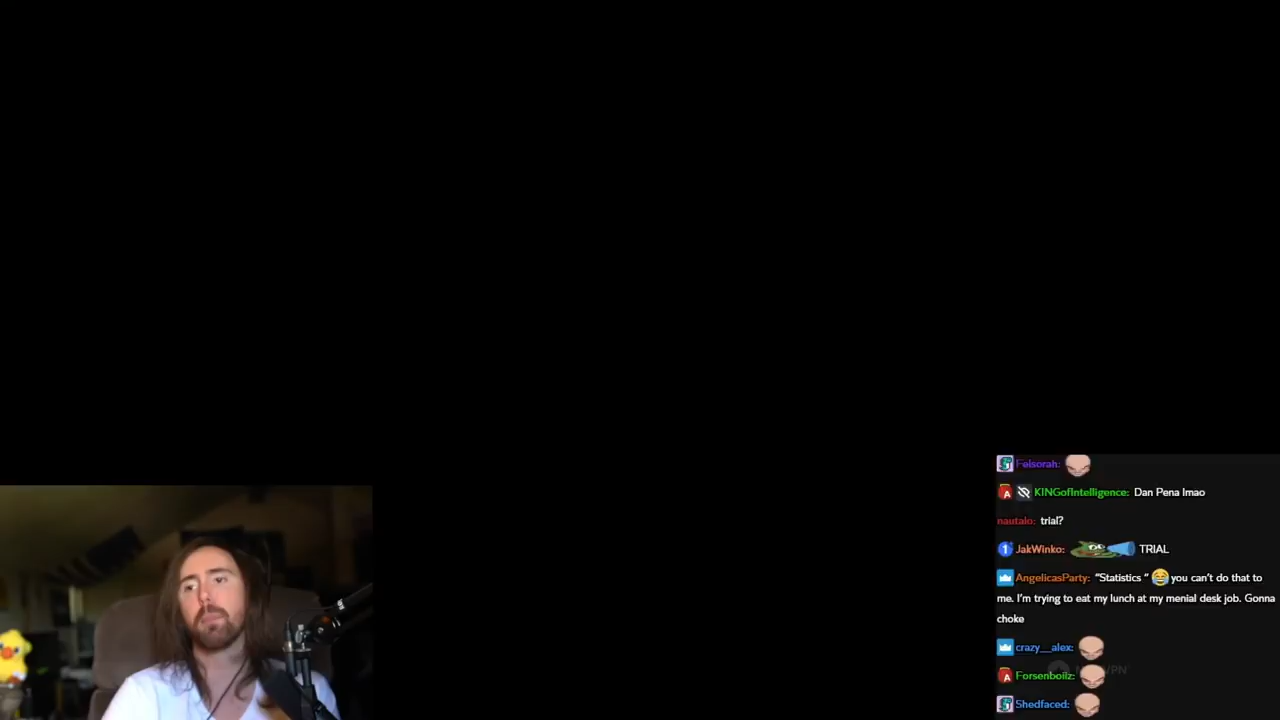 Felsorah:
KINGofIntelligence: Dan Pena lmao
nautalo: trial?
JakWinko: TRIAL
AngelicasParty: “Statistics “ 😂 you can’t do that to
me. I’m trying to eat my lunch at my menial desk job. Gonna
choke
crazy__alex:
Forsenboilz:
Shedfaced: